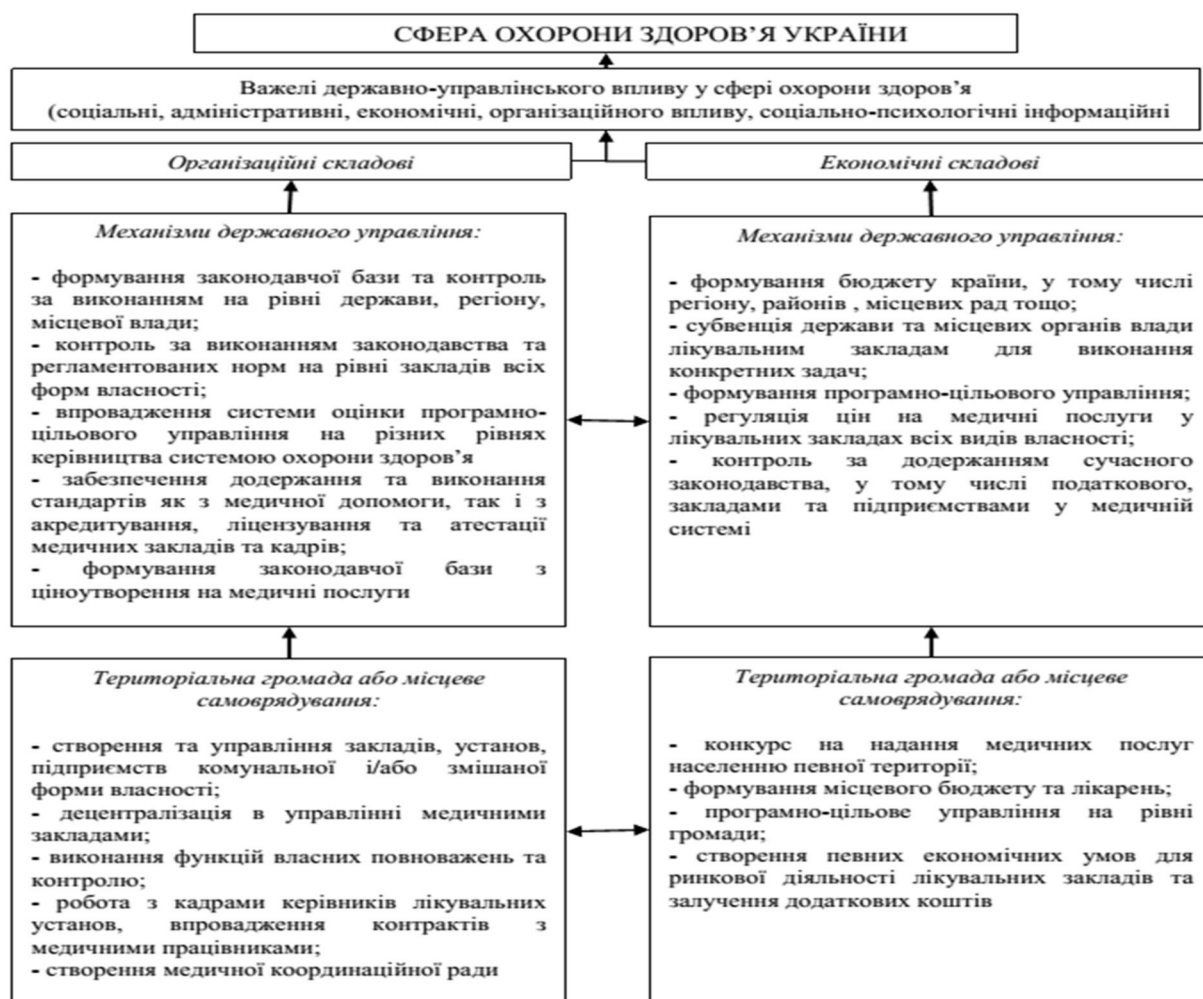 СФЕРА ОХОРОНИ ЗДОРОВ’Я УКРАЇНИ
Важелі державно-управлінського впливу у сфері охорони здоров’я
(соціальні, адміністративні, економічні, організаційного впливу, соціально-психологічні інформаційні
Організаційні складові
Економічні складові
Механізми державного управління:
- формування законодавчої бази та контроль
за виконанням на рівні держави, регіону,
місцевої влади;
- контроль за виконанням законодавства та
регламентованих норм на рівні закладів всіх
форм власності;
- впровадження системи оцінки програмно-
цільового управління на різних рівнях
керівництва системою охорони здоров’я
- забезпечення додержання та виконання
стандартів як з медичної допомоги, так і з
акредитування, ліцензування та атестації
медичних закладів та кадрів;
- формування законодавчої бази з
ціноутворення на медичні послуги
Механізми державного управління:
- формування бюджету країни, у тому числі
регіону, районів , місцевих рад тощо;
- субвенція держави та місцевих органів влади
лікувальним закладам для виконання
конкретних задач;
- формування програмно-цільового управління;
- регуляція цін на медичні послуги у
лікувальних закладах всіх видів власності;
- контроль за додержанням сучасного
законодавства, у тому числі податкового,
закладами та підприємствами у медичній
системі
Територіальна громада або місцеве
самоврядування:
- створення та управління закладів, установ,
підприємств комунальної і/або змішаної
форми власності;
- децентралізація в управлінні медичними
закладами;
- виконання функцій власних повноважень та
контролю;
- робота з кадрами керівників лікувальних
установ, впровадження контрактів з
медичними працівниками;
- створення медичної координаційної ради
Територіальна громада або місцеве
самоврядування:
- конкурс на надання медичних послуг
населенню певної території;
- формування місцевого бюджету та лікарень;
- програмно-цільове управління на рівні
громади;
- створення певних економічних умов для
ринкової діяльності лікувальних закладів та
залучення додаткових коштів